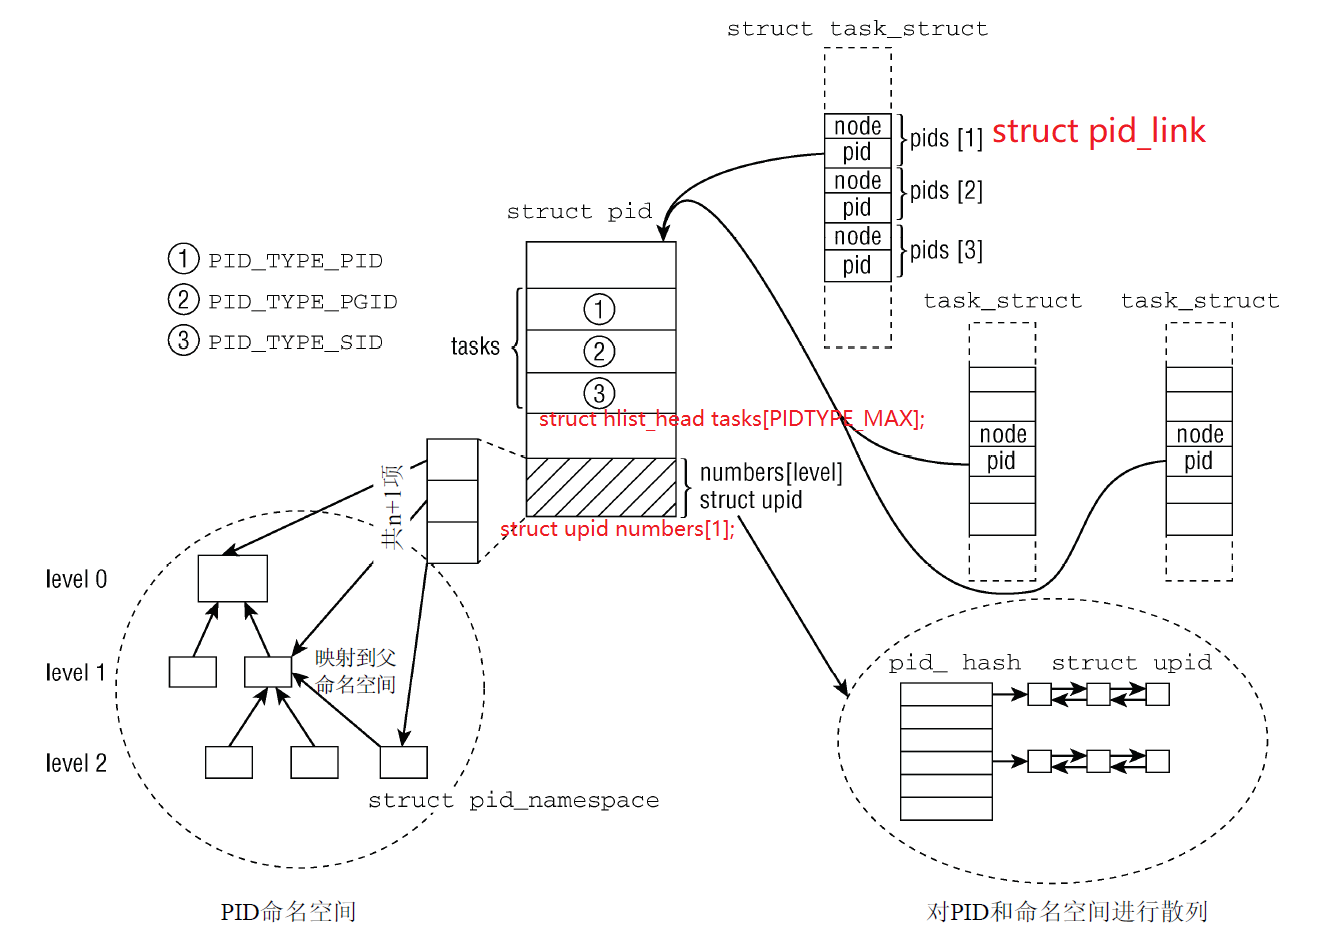 struct task_struct
node
pid
pids [1]
struct pid_link
node
pid
pids [2]
node
pid
pids [3]
struct pid
① PID_TYPE_PID
② PID_TYPE_PGID
③ PID_TYPE_SID
tasks
①
②
③
struct hlist_head tasks[PIDTYPE_MAX];
task_struct
node
pid
task_struct
node
pid
numbers[level]
struct upid
struct upid numbers[1];
共n+1项
level 0
level 1
level 2
映射到父
命名空间
struct pid_namespace
PID命名空间
pid_ hash
struct upid
对PID和命名空间进行散列